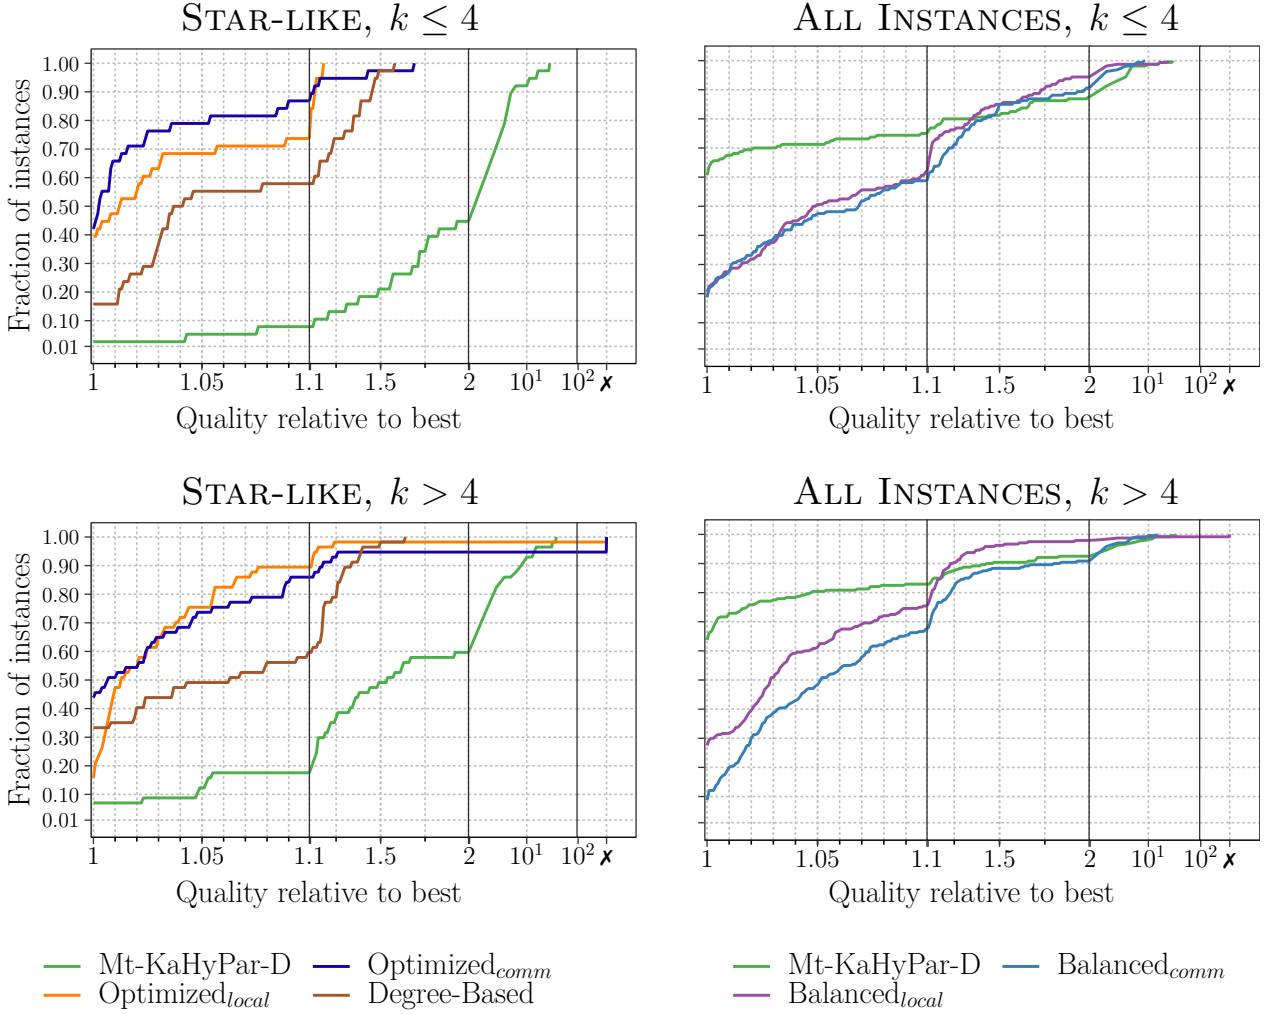 STAR-LIKE, k ≤ 4
ALL INSTANCES, k ≤ 4
Fraction of instances
1.00
0.90
0.80
0.70
0.60
0.50
0.40
0.30
0.20
0.10
0.01
1 1.05 1.1 1.5 2 10¹ 10² ✗
1 1.05 1.1 1.5 2 10¹ 10² ✗
Quality relative to best
Quality relative to best
STAR-LIKE, k > 4
ALL INSTANCES, k > 4
Fraction of instances
1.00
0.90
0.80
0.70
0.60
0.50
0.40
0.30
0.20
0.10
0.01
1 1.05 1.1 1.5 2 10¹ 10² ✗
1 1.05 1.1 1.5 2 10¹ 10² ✗
Quality relative to best
Quality relative to best
Mt-KaHyPar-D Optimized_comm
Optimized_local Degree-Based
Mt-KaHyPar-D Balanced_comm
Balanced_local